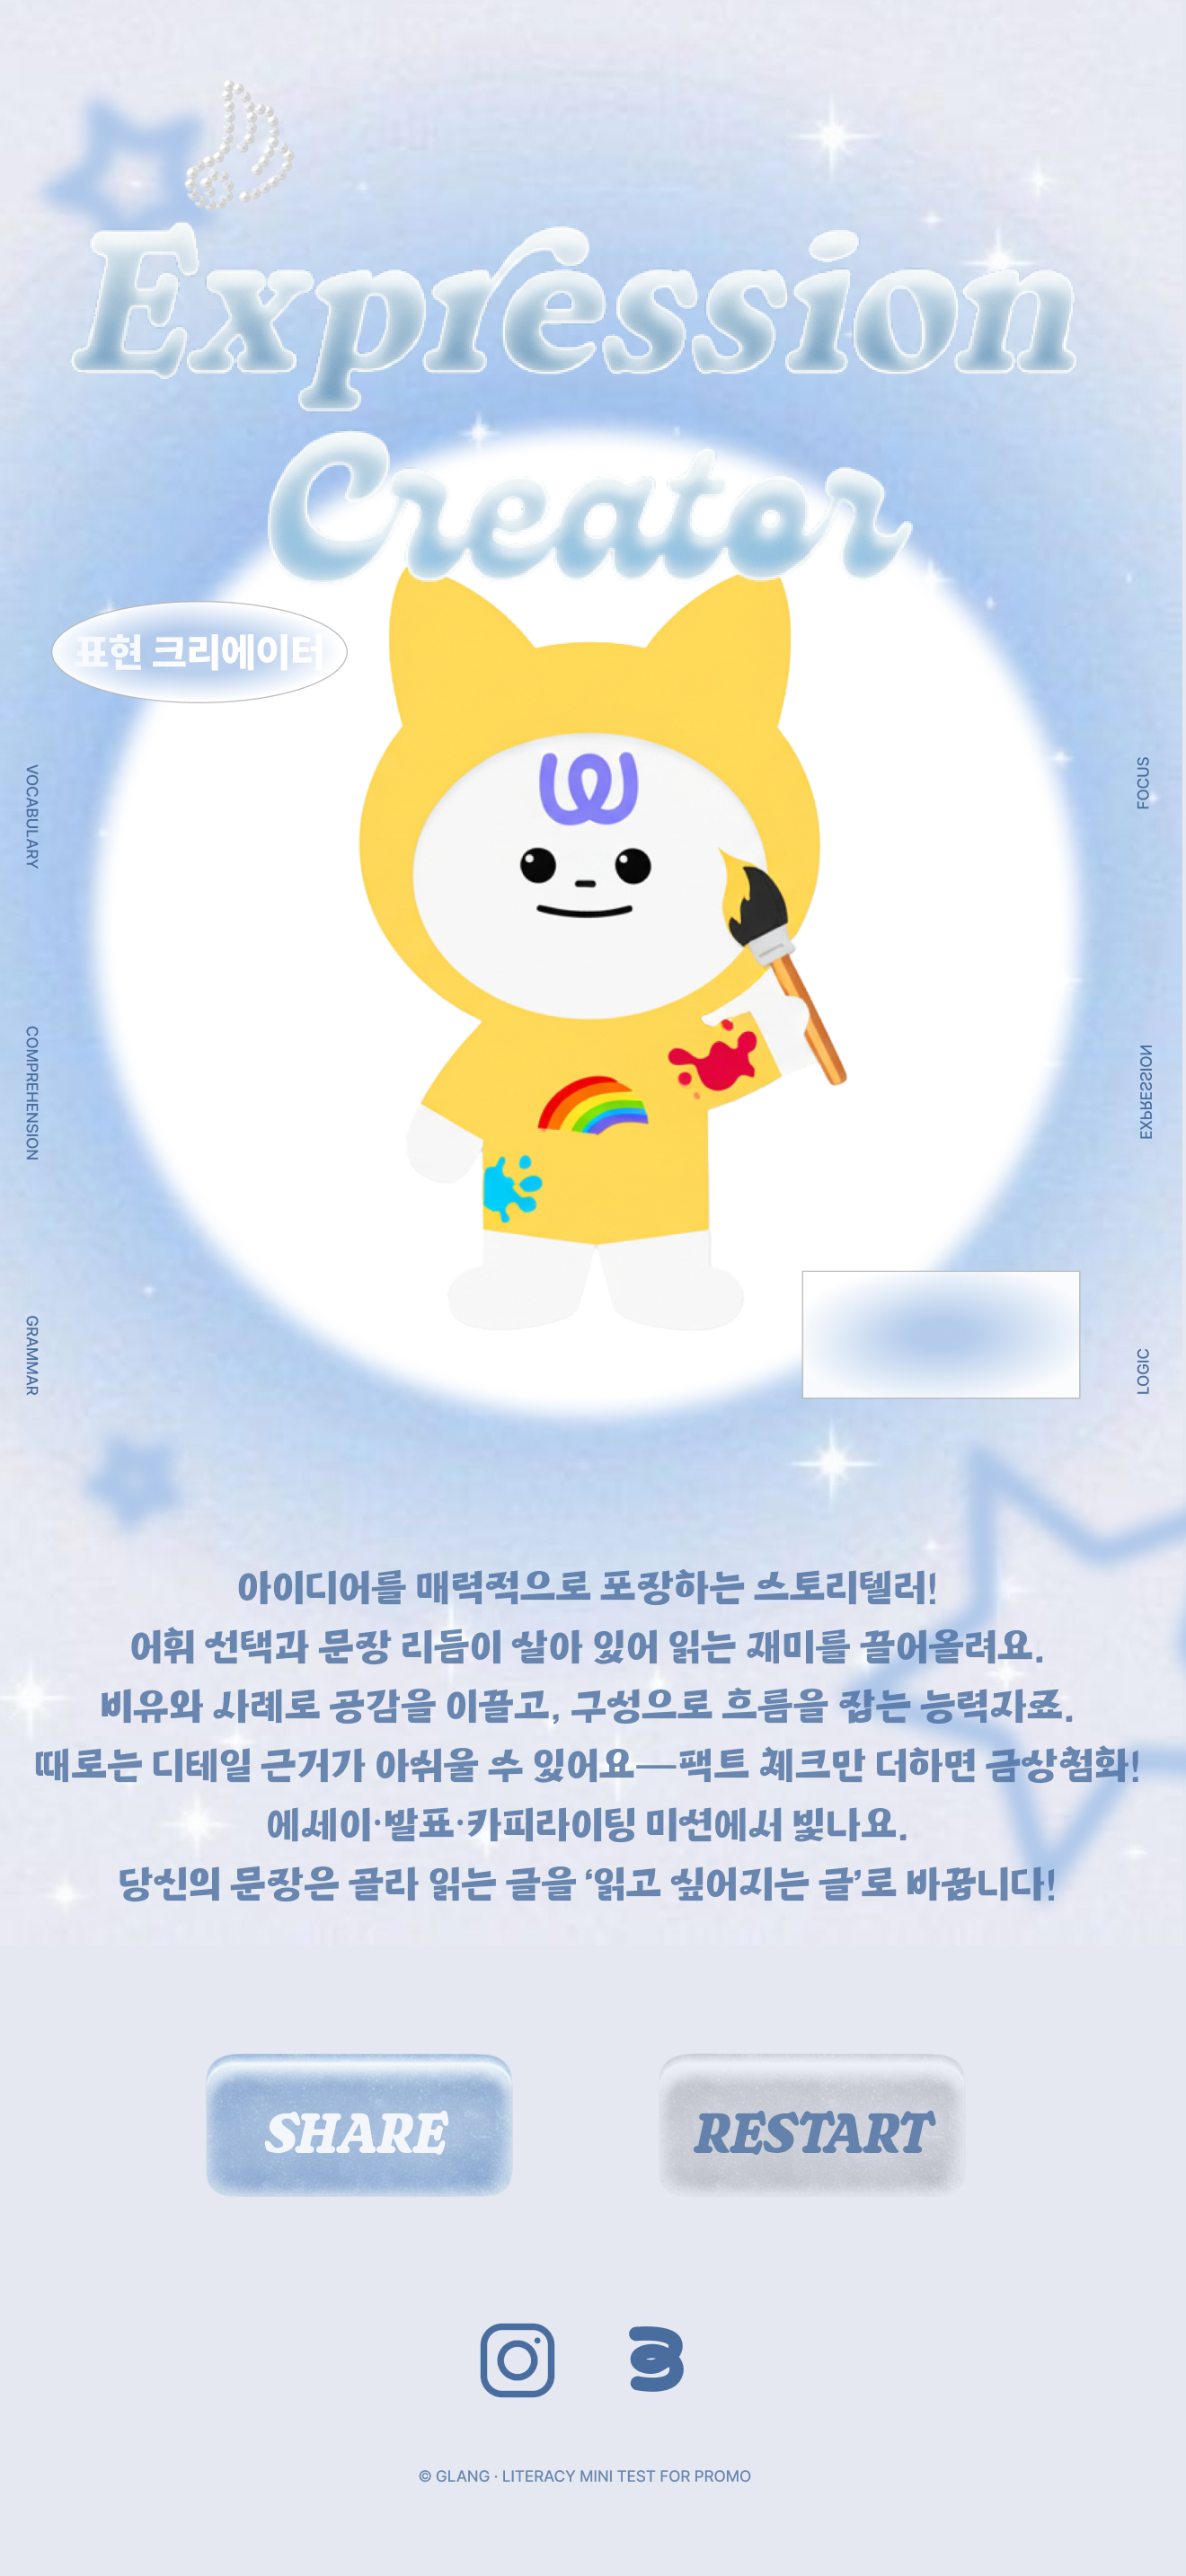 Expression
Creator
표현 크리에이터
VOCABULARY
FOCUS
COMPREHENSION
EXPRESSION
GRAMMAR
LOGIC
아이디어를 매력적으로 포장하는 스토리텔러!
어휘 선택과 문장 리듬이 살아 있어 읽는 재미를 끌어올려요.
비유와 사례로 공감을 이끌고, 구성으로 흐름을 잡는 능력자죠.
때로는 디테일 근거가 아쉬울 수 있어요—팩트 체크만 더하면 금상첨화!
에세이·발표·카피라이팅 미션에서 빛나요.
당신의 문장은 골라 읽는 글을 ‘읽고 싶어지는 글’로 바꿉니다!
SHARE
RESTART
© GLANG · LITERACY MINI TEST FOR PROMO